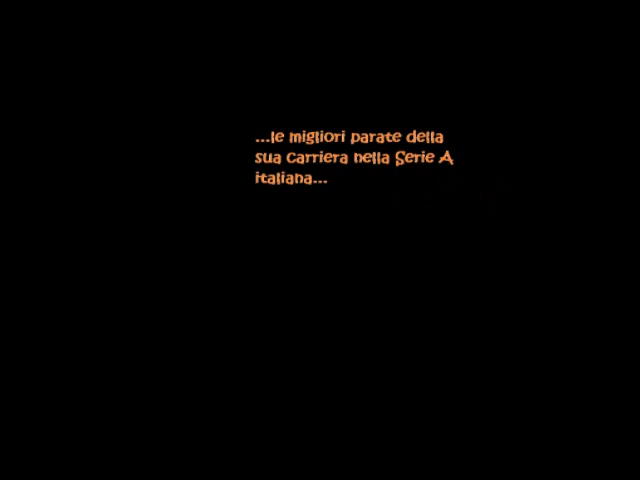 ...le migliori parate della
sua carriera nella Serie A
italiana...